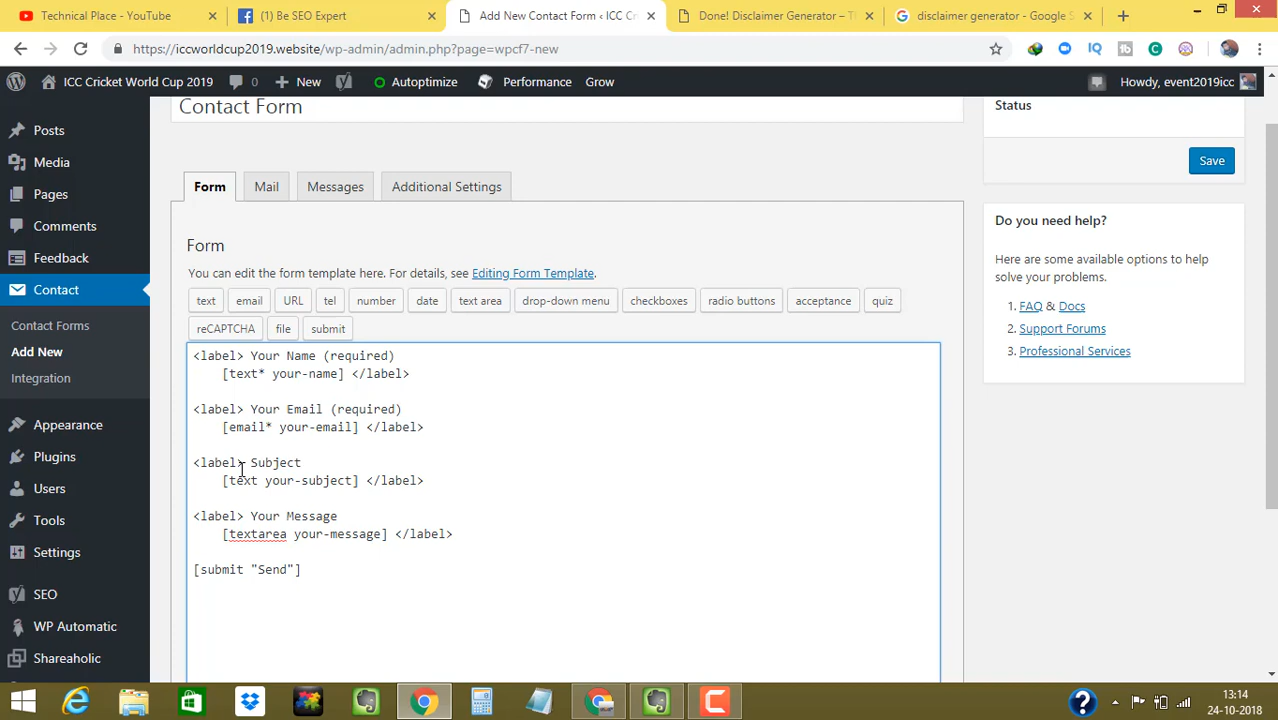 Technical Place - YouTube
(1) Be SEO Expert
Add New Contact Form ‹ ICC Cr
Done! Disclaimer Generator – Th
disclaimer generator - Google S
https://iccworldcup2019.website/wp-admin/admin.php?page=wpcf7-new
ICC Cricket World Cup 2019
0
New
Autoptimize
Performance
Grow
Howdy, event2019icc
Posts
Media
Pages
Comments
Feedback
Contact
Contact Forms
Add New
Integration
Appearance
Plugins
Users
Tools
Settings
SEO
WP Automatic
Shareaholic
Contact Form
Form
Mail
Messages
Additional Settings
Form
You can edit the form template here. For details, see Editing Form Template.
text
email
URL
tel
number
date
text area
drop-down menu
checkboxes
radio buttons
acceptance
quiz
reCAPTCHA
file
submit
<label> Your Name (required)
[text* your-name] </label>
<label> Your Email (required)
[email* your-email] </label>
<label> Subject
[text your-subject] </label>
<label> Your Message
[textarea your-message] </label>
[submit "Send"]
Status
Save
Do you need help?
Here are some available options to help
solve your problems.
1. FAQ & Docs
2. Support Forums
3. Professional Services
13:14
24-10-2018